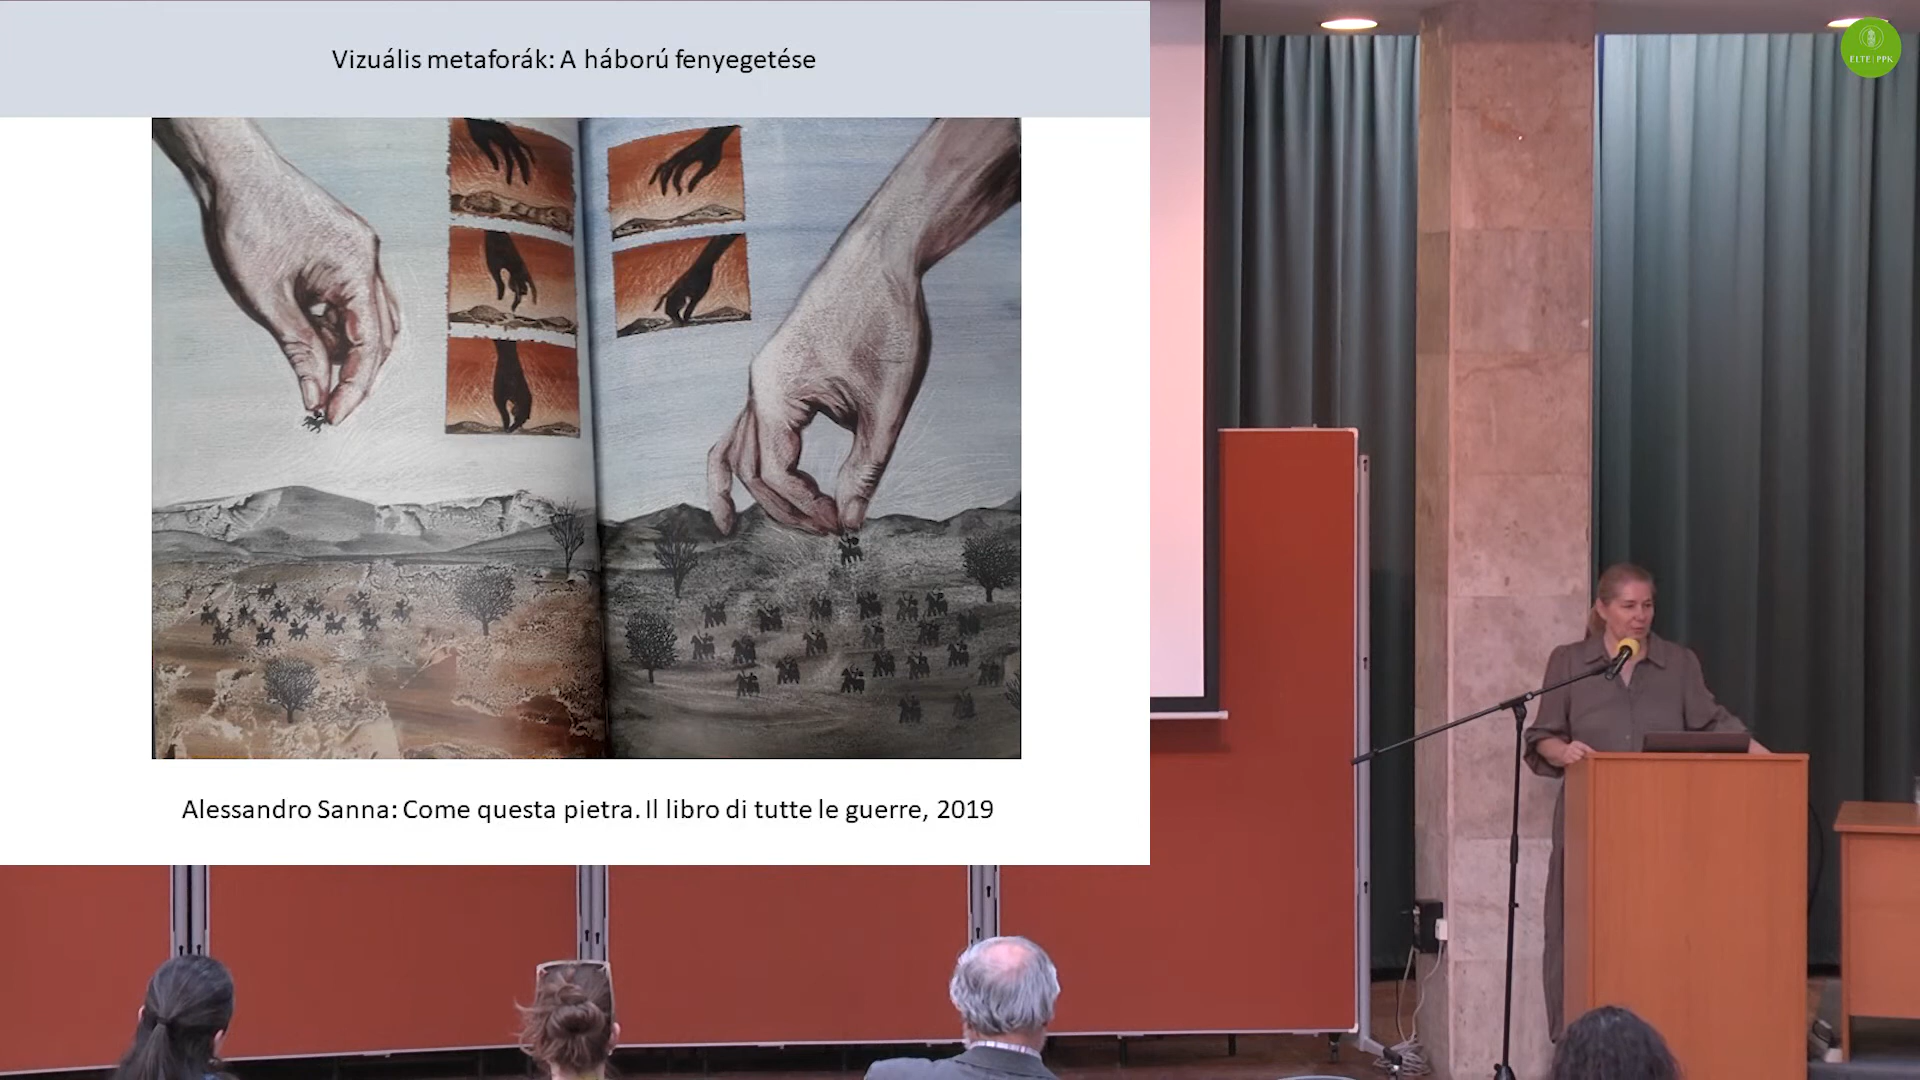 Vizuális metaforák: A háború fenyegetése
ELTE | PPK
Alessandro Sanna: Come questa pietra. Il libro di tutte le guerre, 2019